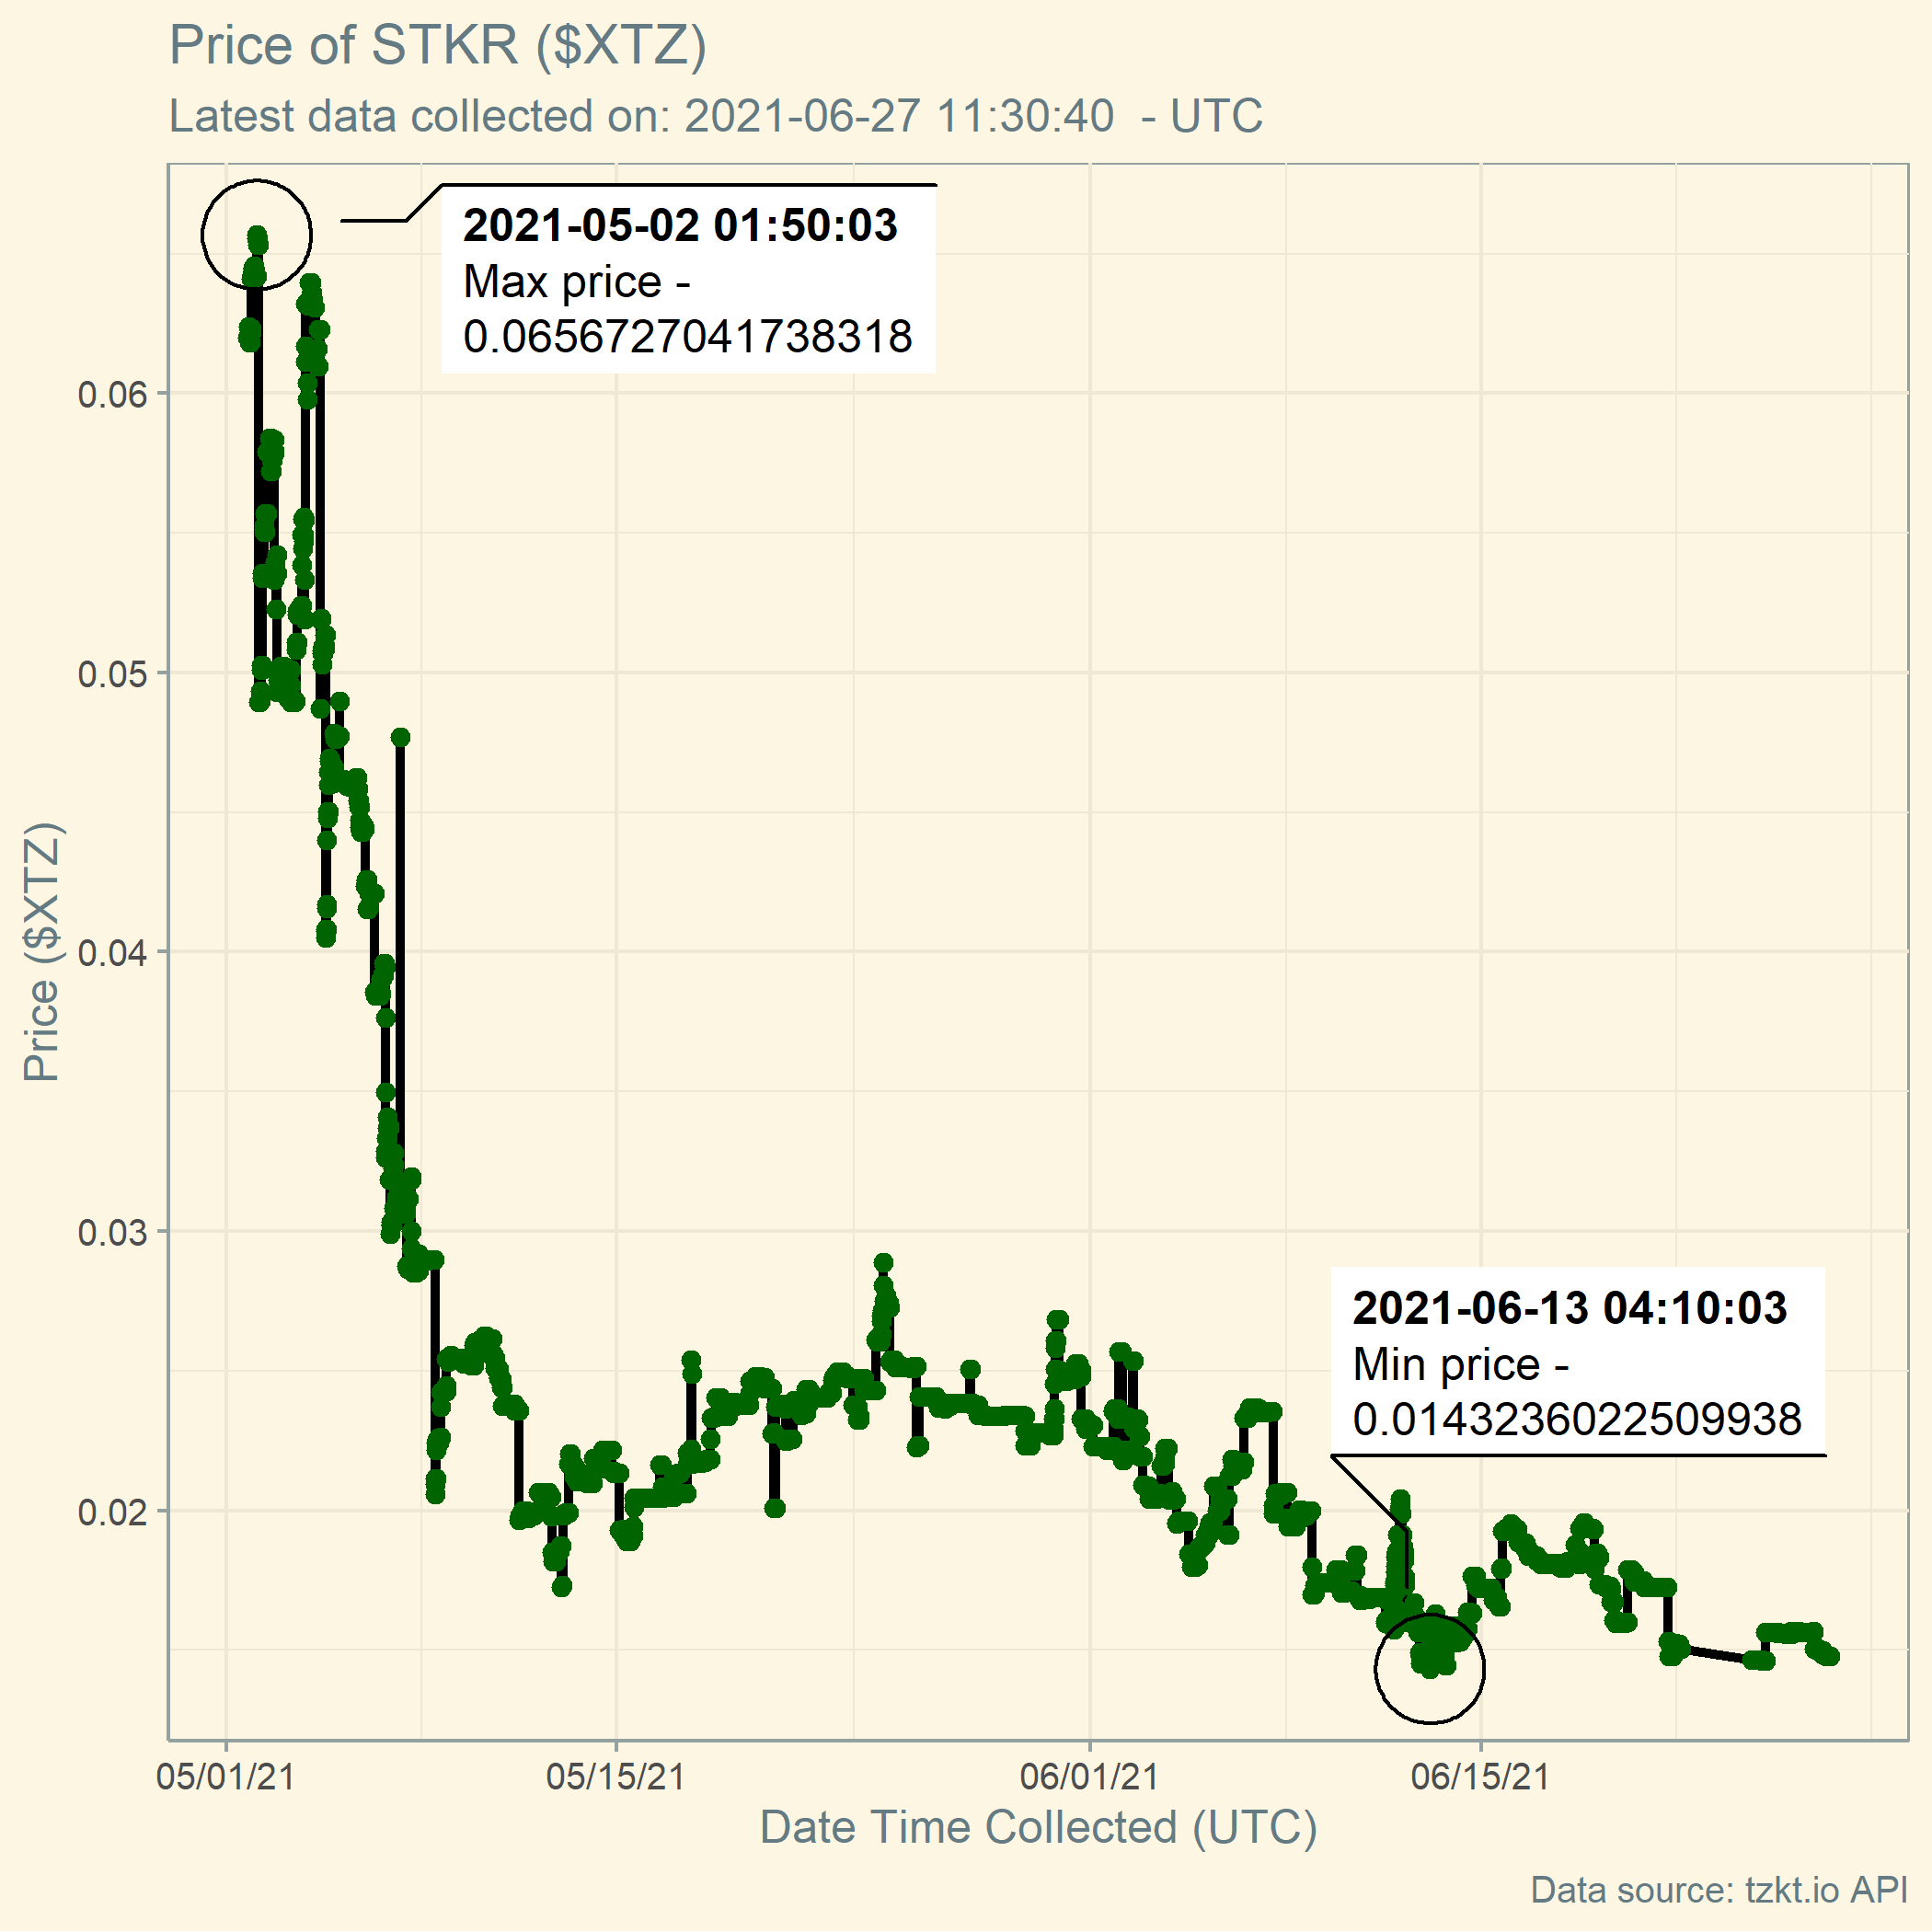 Price of STKR ($XTZ)
Latest data collected on: 2021-06-27 11:30:40  - UTC
2021-05-02 01:50:03
Max price -
0.0656727041738318
0.06
0.05
0.04
0.03
0.02
Price ($XTZ)
2021-06-13 04:10:03
Min price -
0.0143236022509938
05/01/21
05/15/21
06/01/21
06/15/21
Date Time Collected (UTC)
Data source: tzkt.io API